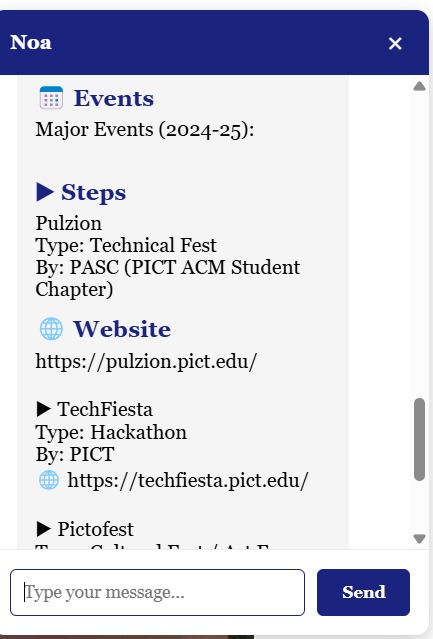 Noa
×
Events
Major Events (2024-25):
Steps
Pulzion
Type: Technical Fest
By: PASC (PICT ACM Student
Chapter)
Website
https://pulzion.pict.edu/
TechFiesta
Type: Hackathon
By: PICT
https://techfiesta.pict.edu/
Pictofest
Type your message...
Send